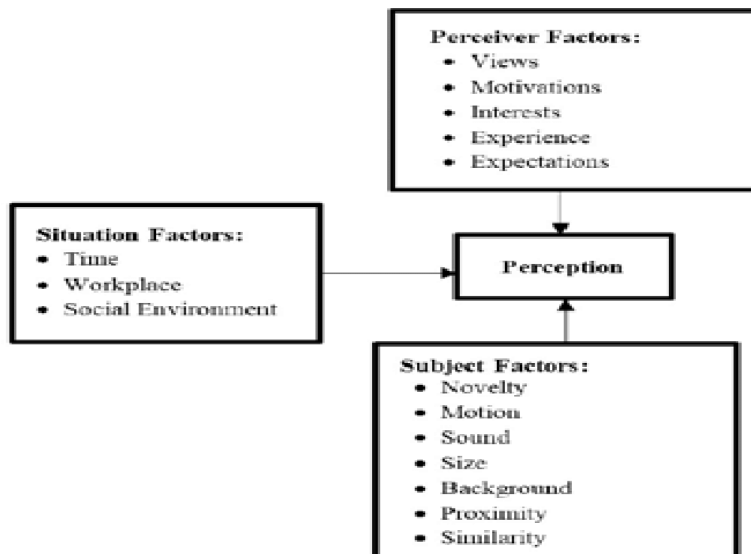 Perceiver Factors:
• Views
• Motivations
• Interests
• Experience
• Expectations
Situation Factors:
• Time
• Workplace
• Social Environment
Perception
Subject Factors:
• Novelty
• Motion
• Sound
• Size
• Background
• Proximity
• Similarity